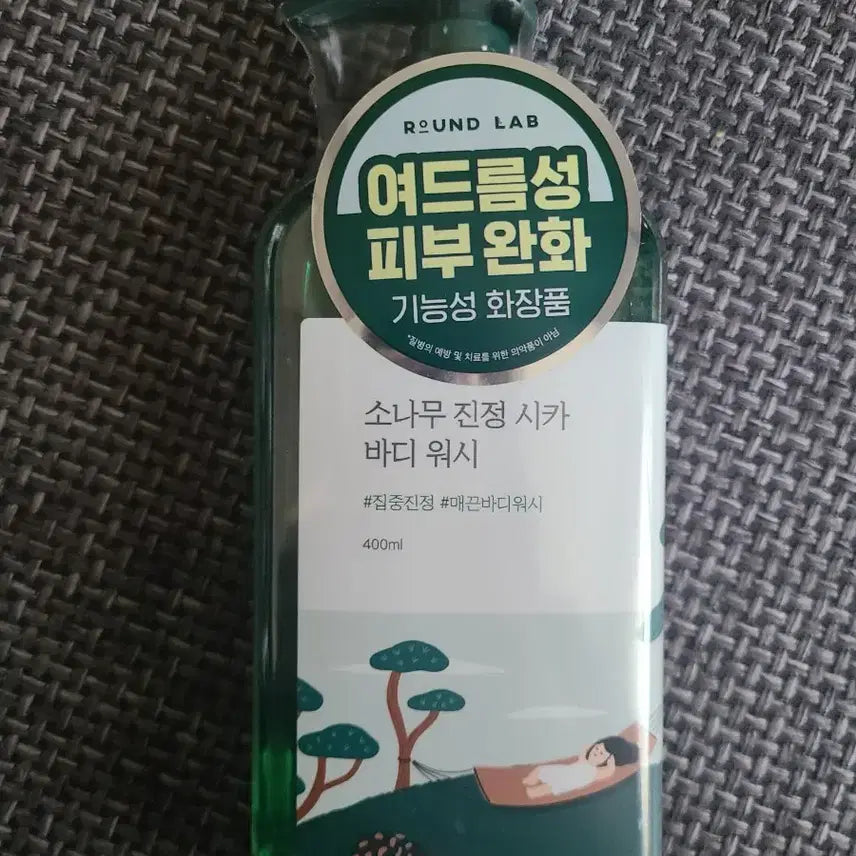 ROUND LAB
여드름성
피부 완화
기능성 화장품
*질병의 예방 및 치료를 위한 의약품이 아님
소나무 진정 시카
바디 워시
#집중진정 #매끈바디워시
400ml